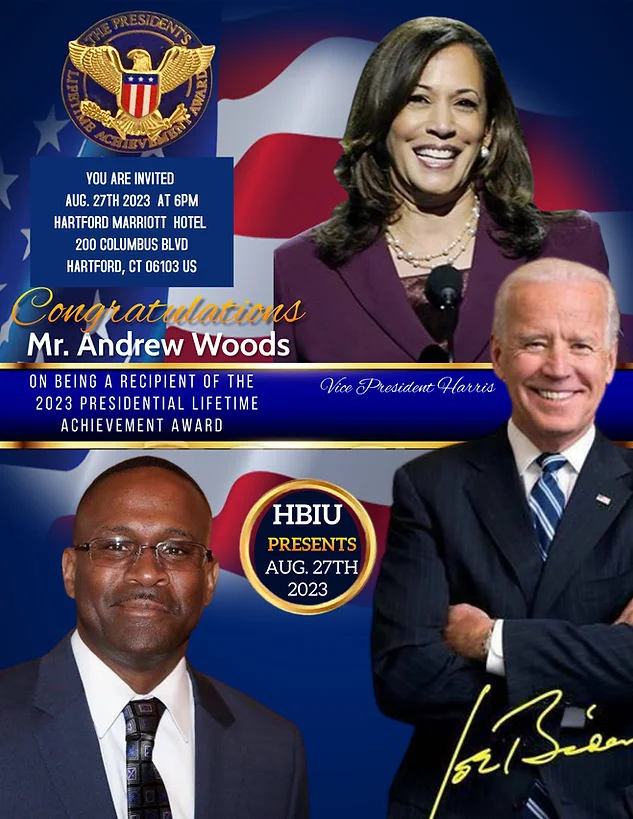 THE PRESIDENT'S
LIFETIME ACHIEVEMENT AWARD
YOU ARE INVITED
AUG. 27TH 2023 AT 6PM
HARTFORD MARRIOTT HOTEL
200 COLUMBUS BLVD
HARTFORD, CT 06103 US
Congratulations
Mr. Andrew Woods
ON BEING A RECIPIENT OF THE
2023 PRESIDENTIAL LIFETIME
ACHIEVEMENT AWARD
Vice President Harris
HBIU
PRESENTS
AUG. 27TH
2023
Joe Biden